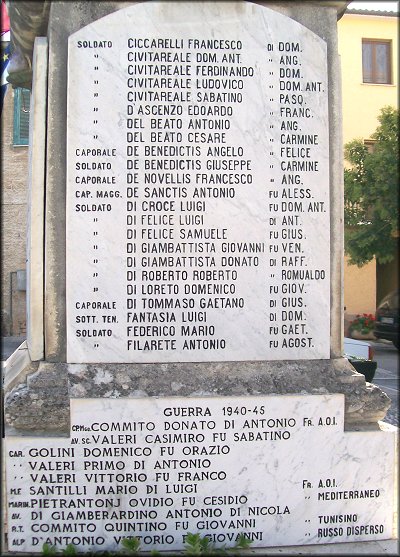 SOLDATO CICCARELLI FRANCESCO DI DOM.
" CIVITAREALE DOM. ANT. " ANG.
" CIVITAREALE FERDINANDO " DOM.
" CIVITAREALE LUDOVICO " DOM. ANT.
" CIVITAREALE SABATINO " PASQ.
" D'ASCENZO EDOARDO " FRANC.
" DEL BEATO ANTONIO " ANG.
" DEL BEATO CESARE " CARMINE
CAPORALE DE BENEDICTIS ANGELO " FELICE
SOLDATO DE BENEDICTIS GIUSEPPE " CARMINE
CAPORALE DE NOVELLIS FRANCESCO " ANG.
CAP. MAGG. DE SANCTIS ANTONIO FU ALESS.
SOLDATO DI CROCE LUIGI FU DOM. ANT.
" DI FELICE LUIGI DI ANT.
" DI FELICE SAMUELE FU GIUS.
" DI GIAMBATTISTA GIOVANNI FU VEN.
" DI GIAMBATTISTA DONATO DI RAFF.
" DI ROBERTO ROBERTO " ROMUALDO
" DI LORETO DOMENICO FU GIOV.
CAPORALE DI TOMMASO GAETANO DI GIUS.
SOTT. TEN. FANTASIA LUIGI DI DOM.
SOLDATO. FEDERICO MARIO FU GAET.
" FILARETE ANTONIO FU AGOST.
GUERRA 1940-45
COMMITO DONATO DI ANTONIO FR. A.O.I.
AV. SC. VALERI CASIMIRO FU SABATINO
CAR. GOLINI DOMENICO FU ORAZIO
" VALERI PRIMO DI ANTONIO
" VALERI VITTORIO FU FRANCO
M.F. SANTILLI MARIO DI LUIGI FR. A.O.I.
MARIN. PIETRANTONJ OVIDIO FU CESIDIO " MEDITERRANEO
AV. DI GIAMBERARDINO ANTONIO DI NICOLA
R.T. COMMITO QUINTINO FU GIOVANNI " TUNISINO
ALP. D'ANTONIO VITTORIO FU GIOVANNI " RUSSO DISPERSO